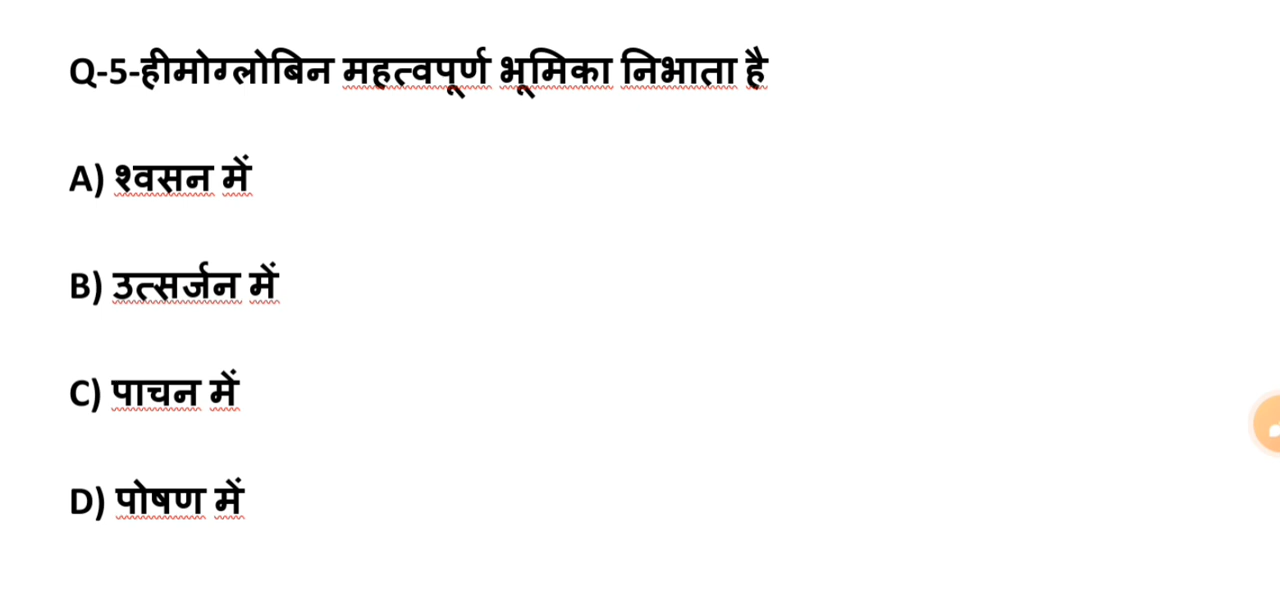 Q-5-हीमोग्लोबिन महत्वपूर्ण भूमिका निभाता है
A) श्वसन में
B) उत्सर्जन में
C) पाचन में
D) पोषण में